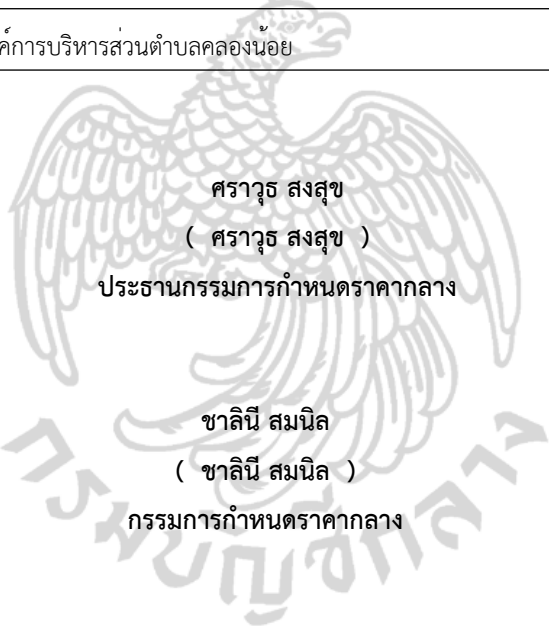 ค์การบริหารส่วนตำบลคลองน้อย
ศราวุธ สงสุข
( ศราวุธ สงสุข )
ประธานกรรมการกำหนดราคากลาง
ชาลินี สมนิล
( ชาลินี สมนิล )
กรรมการกำหนดราคากลาง
กรมบัญชีกลาง